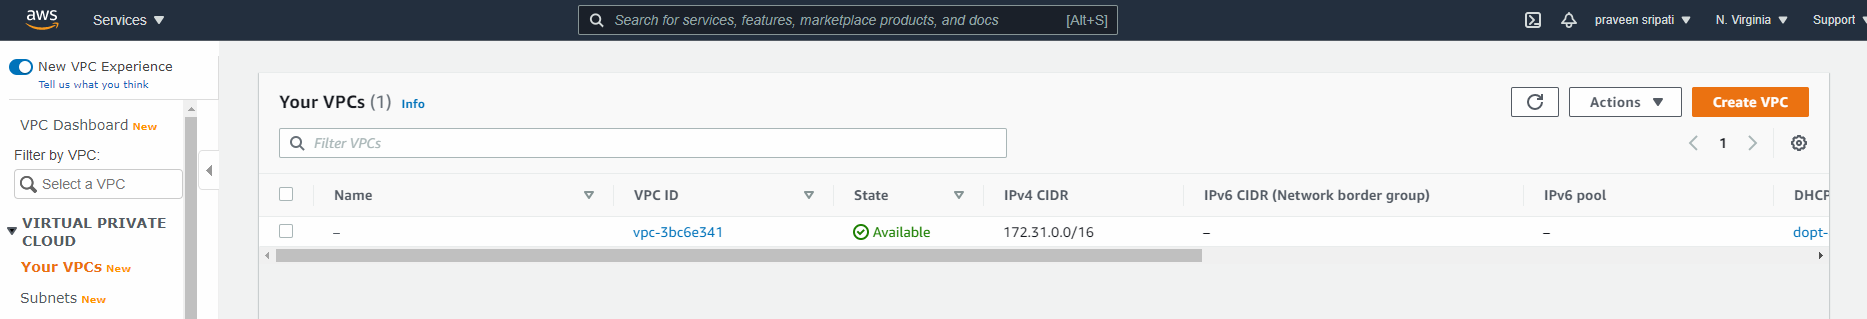 aws Services Search for services, features, marketplace products, and docs [Alt+S] praveen sripati N. Virginia Support
New VPC Experience
Tell us what you think
VPC Dashboard New
Filter by VPC:
Select a VPC
VIRTUAL PRIVATE
CLOUD
Your VPCs New
Subnets New
Your VPCs (1) Info Actions Create VPC
Filter VPCs 1
Name VPC ID State IPv4 CIDR IPv6 CIDR (Network border group) IPv6 pool DHCP
– vpc-3bc6e341 Available 172.31.0.0/16 – – dopt-